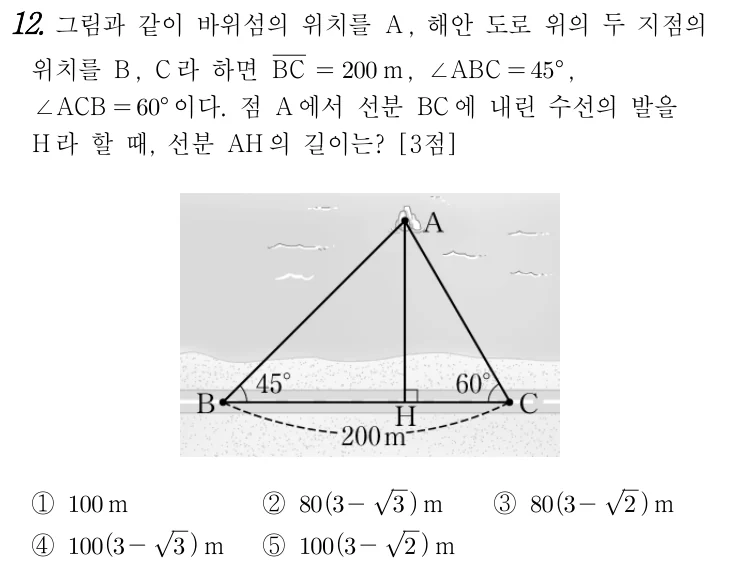 12. 그림과 같이 바위섬의 위치를 A, 해안 도로 위의 두 지점의
위치를 B, C라 하면 \overline{BC} = 200 m, ∠ABC = 45°,
∠ACB = 60°이다. 점 A에서 선분 BC에 내린 수선의 발을
H라 할 때, 선분 AH의 길이는? [3점]
A
45°
60°
B
H
C
200 m
① 100 m ② 80(3 − √3) m ③ 80(3 − √2) m
④ 100(3 − √3) m ⑤ 100(3 − √2) m